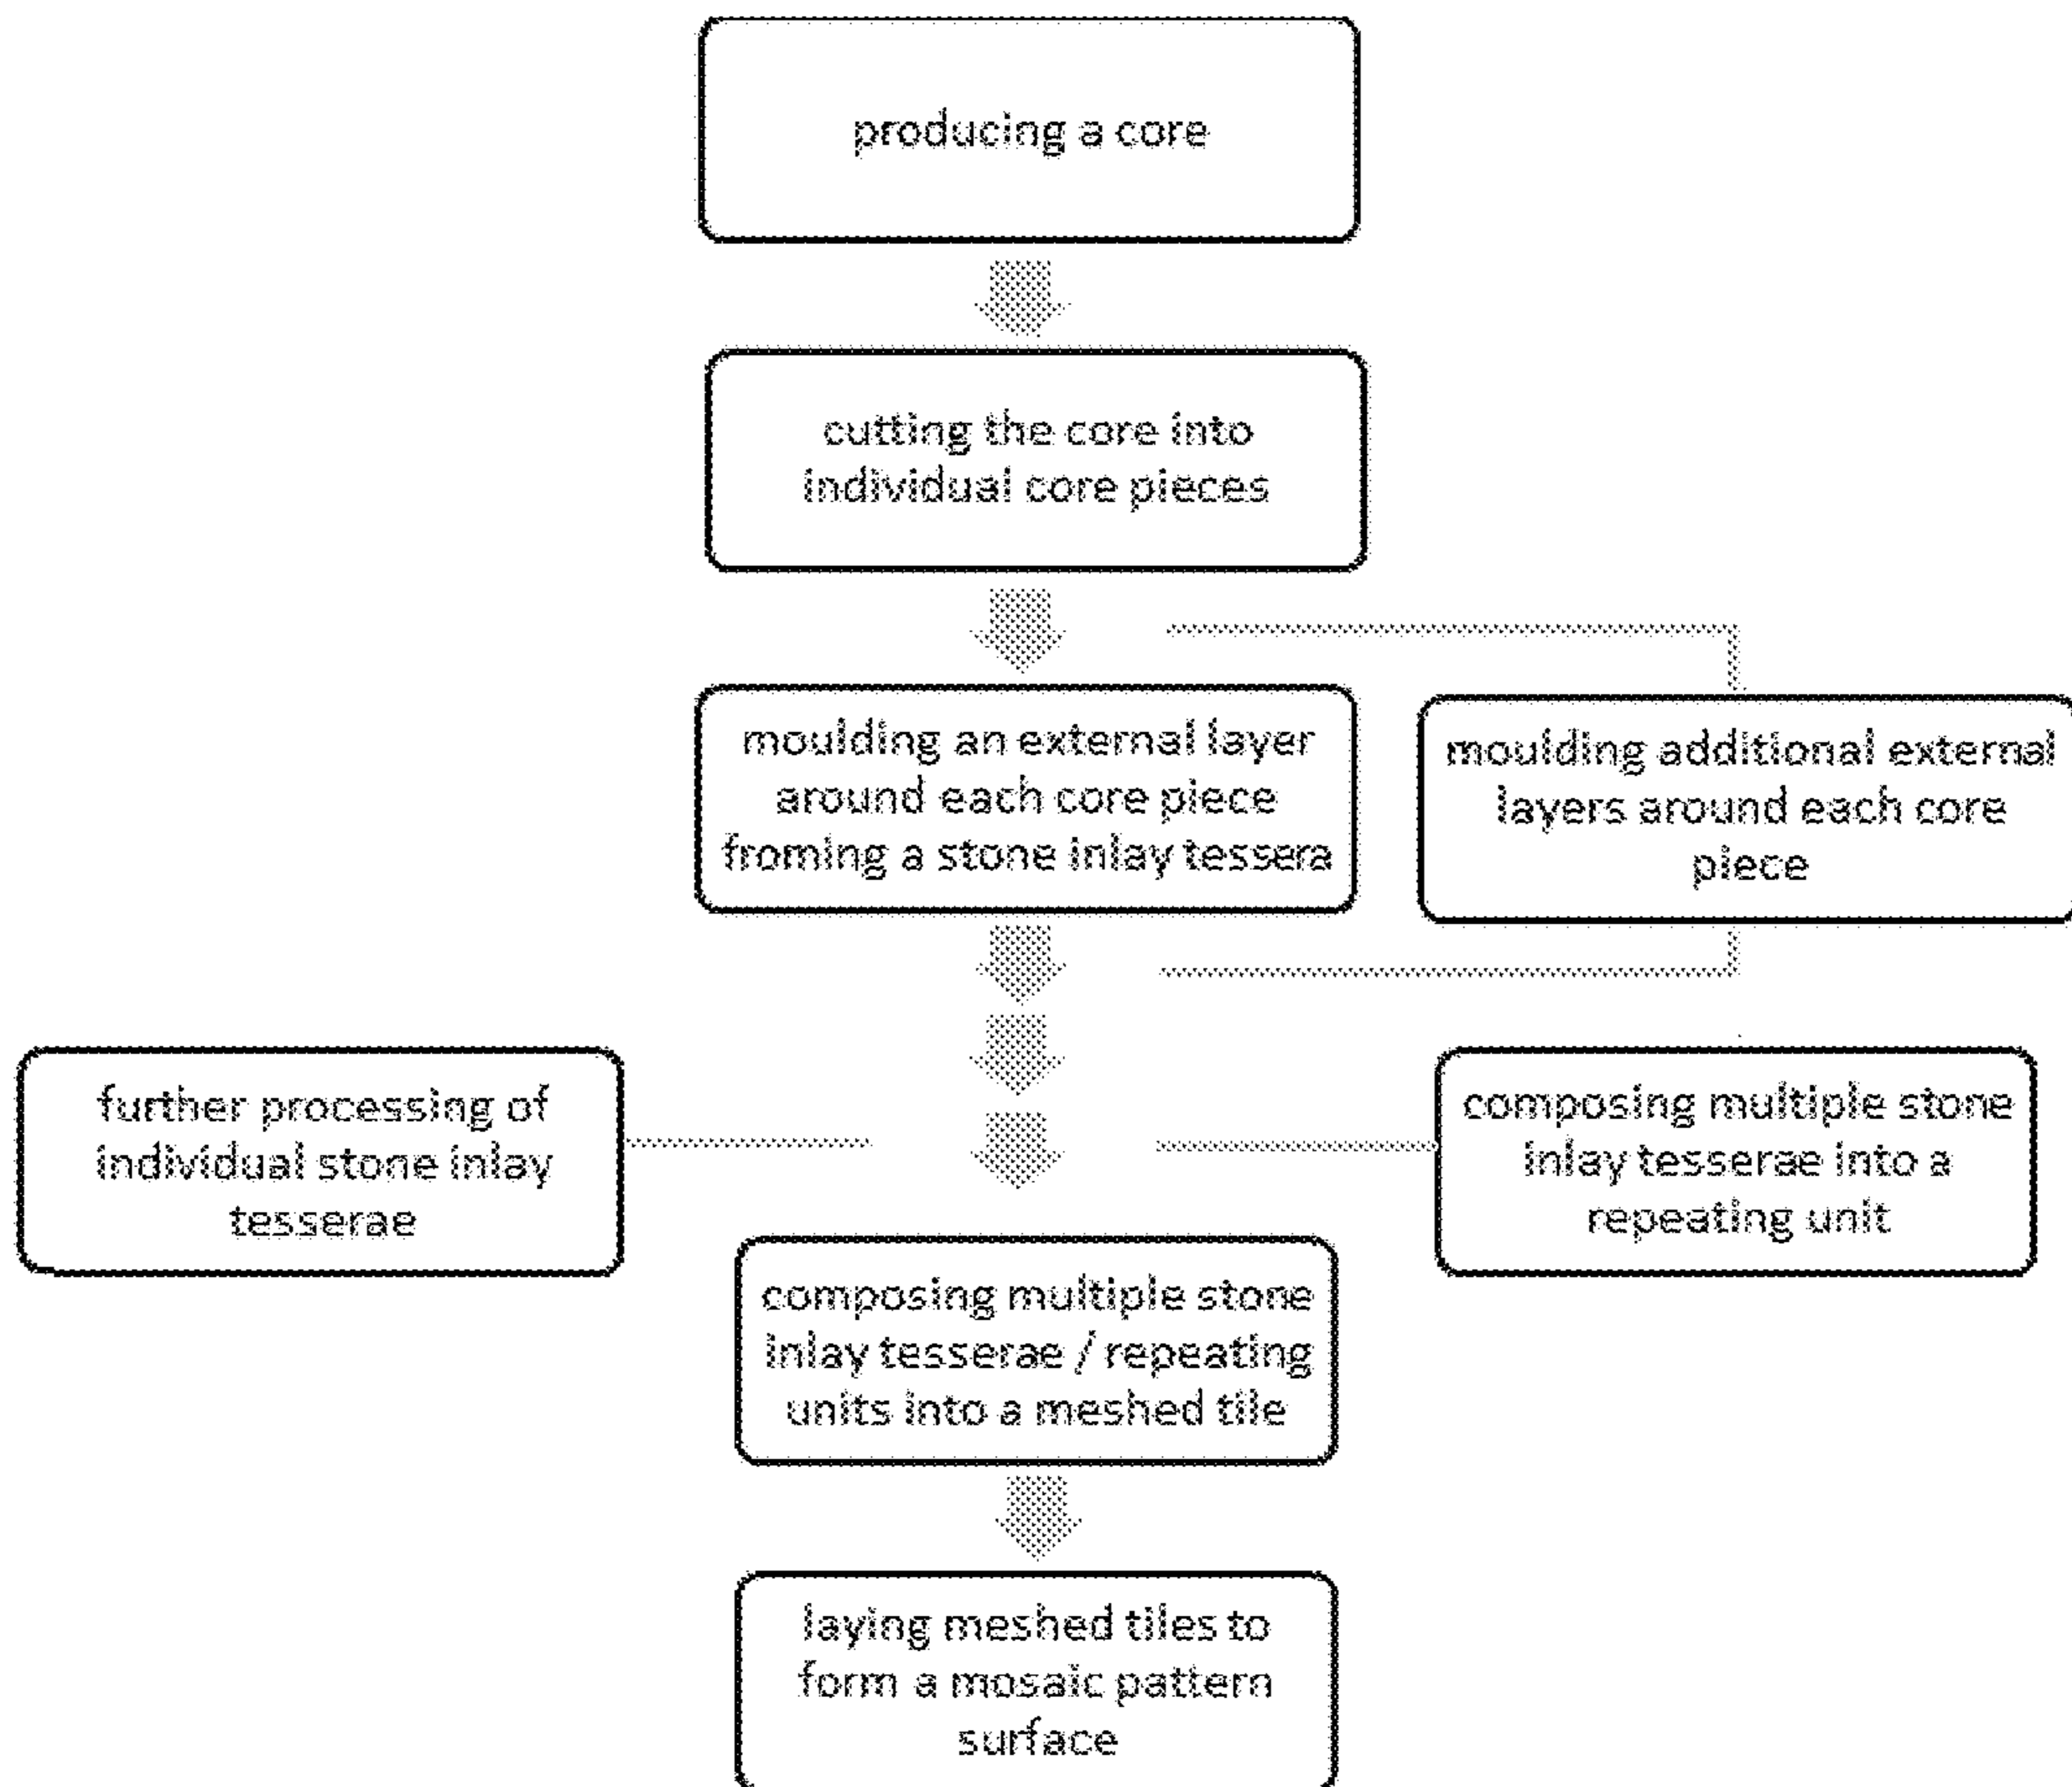 producing a core
cutting the core into
individual core pieces
moulding an external layer
around each core piece
froming a stone inlay tessera
moulding additional external
layers around each core
piece
further processing of
individual stone inlay
tesserae
composing multiple stone
inlay tesserae into a
repeating unit
composing multiple stone
inlay tesserae / repeating
units into a meshed tile
laying meshed tiles to
form a mosaic pattern
surface